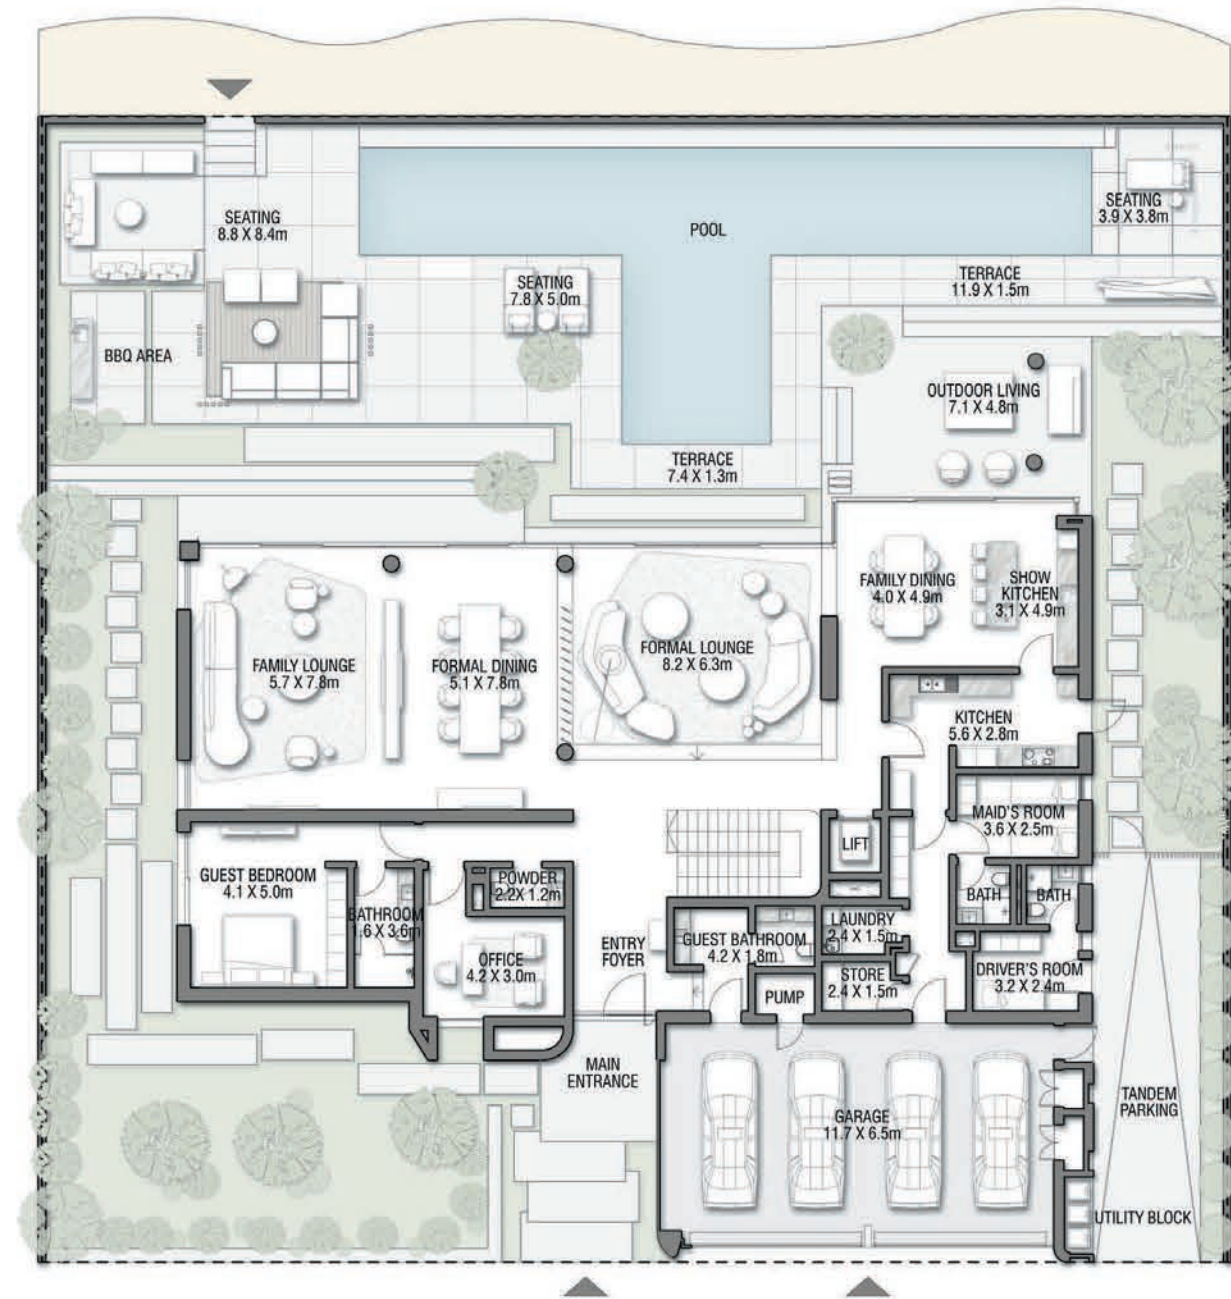 SEATING
8.8 X 8.4m
POOL
SEATING
3.9 X 3.8m
SEATING
7.8 X 5.0m
TERRACE
11.9 X 1.5m
BBQ AREA
OUTDOOR LIVING
7.1 X 4.8m
TERRACE
7.4 X 1.3m
FAMILY DINING
4.0 X 4.9m
SHOW
KITCHEN
3.1 X 4.9m
FAMILY LOUNGE
5.7 X 7.8m
FORMAL DINING
5.1 X 7.8m
FORMAL LOUNGE
8.2 X 6.3m
KITCHEN
5.6 X 2.8m
MAID'S ROOM
3.6 X 2.5m
LIFT
GUEST BEDROOM
4.1 X 5.0m
POWDER
2.2X 1.2m
BATH
BATH
BATHROOM
1.6 X 3.6m
LAUNDRY
2.4 X 1.5m
ENTRY
FOYER
GUEST BATHROOM
4.2 X 1.8m
OFFICE
4.2 X 3.0m
STORE
2.4 X 1.5m
DRIVER'S ROOM
3.2 X 2.4m
PUMP
MAIN
ENTRANCE
GARAGE
11.7 X 6.5m
TANDEM
PARKING
UTILITY BLOCK